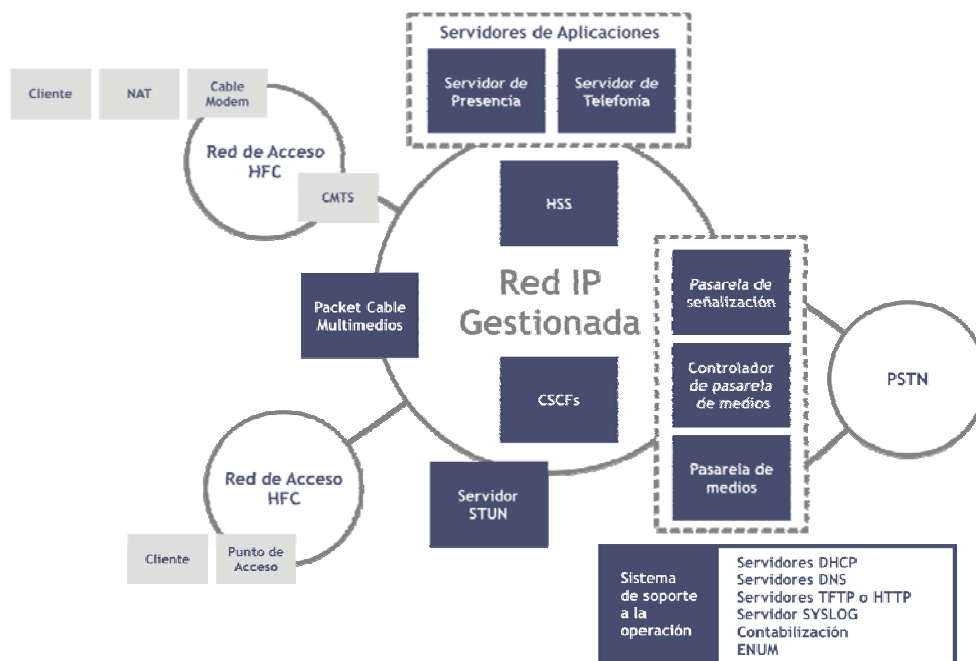 Servidores de Aplicaciones
Servidor de
Presencia
Servidor de
Telefonía
Cliente
NAT
Cable
Modem
Red de Acceso
HFC
CMTS
HSS
Red IP
Gestionada
Packet Cable
Multimedios
CSCFs
Pasarela de
señalización
Controlador
de pasarela
de medios
Pasarela de
medios
PSTN
Red de Acceso
HFC
Cliente
Punto de
Acceso
Servidor
STUN
Sistema
de soporte
a la
operación
Servidores DHCP
Servidores DNS
Servidores TFTP o HTTP
Servidor SYSLOG
Contabilización
ENUM